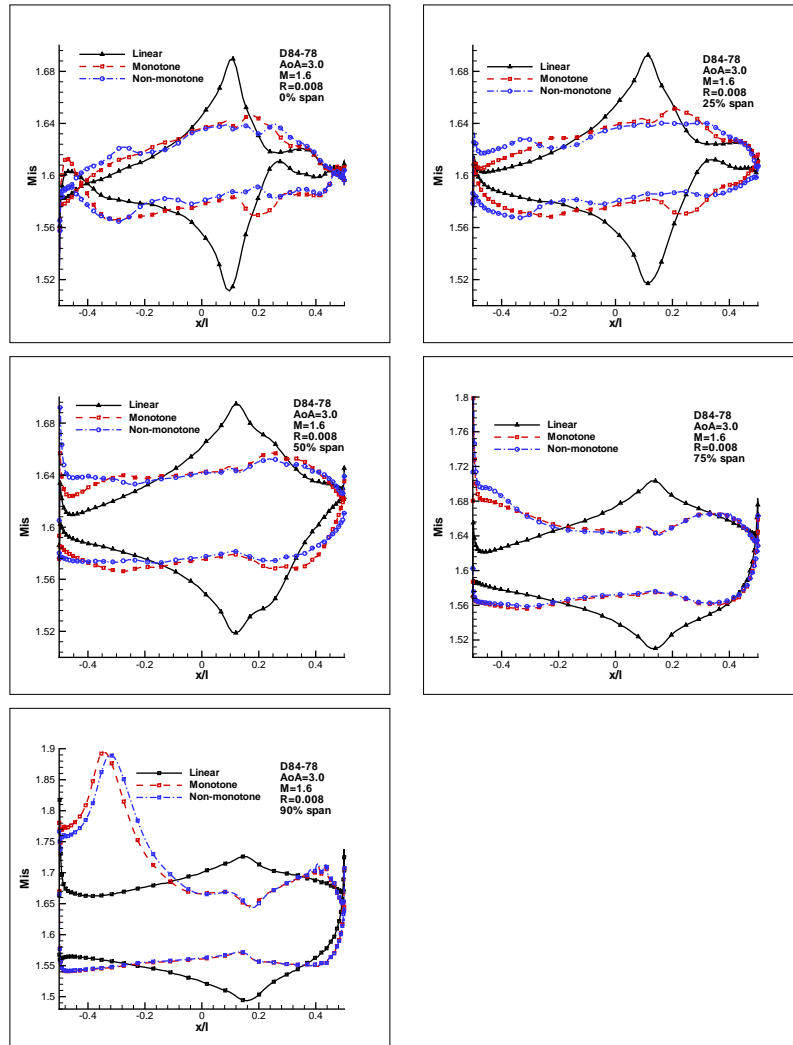 Linear
Monotone
Non-monotone
D84-78
AoA=3.0
M=1.6
R=0.008
0% span
Mis
1.68
1.64
1.6
1.56
1.52
-0.4 -0.2 0 0.2 0.4
x/l
Linear
Monotone
Non-monotone
D84-78
AoA=3.0
M=1.6
R=0.008
25% span
Mis
1.68
1.64
1.6
1.56
1.52
-0.4 -0.2 0 0.2 0.4
x/l
Linear
Monotone
Non-monotone
D84-78
AoA=3.0
M=1.6
R=0.008
50% span
Mis
1.68
1.64
1.6
1.56
1.52
-0.4 -0.2 0 0.2 0.4
x/l
Linear
Monotone
Non-monotone
D84-78
AoA=3.0
M=1.6
R=0.008
75% span
Mis
1.8
1.76
1.72
1.68
1.64
1.6
1.56
1.52
-0.4 -0.2 0 0.2 0.4
x/l
Linear
Monotone
Non-monotone
D84-78
AoA=3.0
M=1.6
R=0.008
90% span
Mis
1.9
1.85
1.8
1.75
1.7
1.65
1.6
1.55
1.5
-0.4 -0.2 0 0.2 0.4
x/l